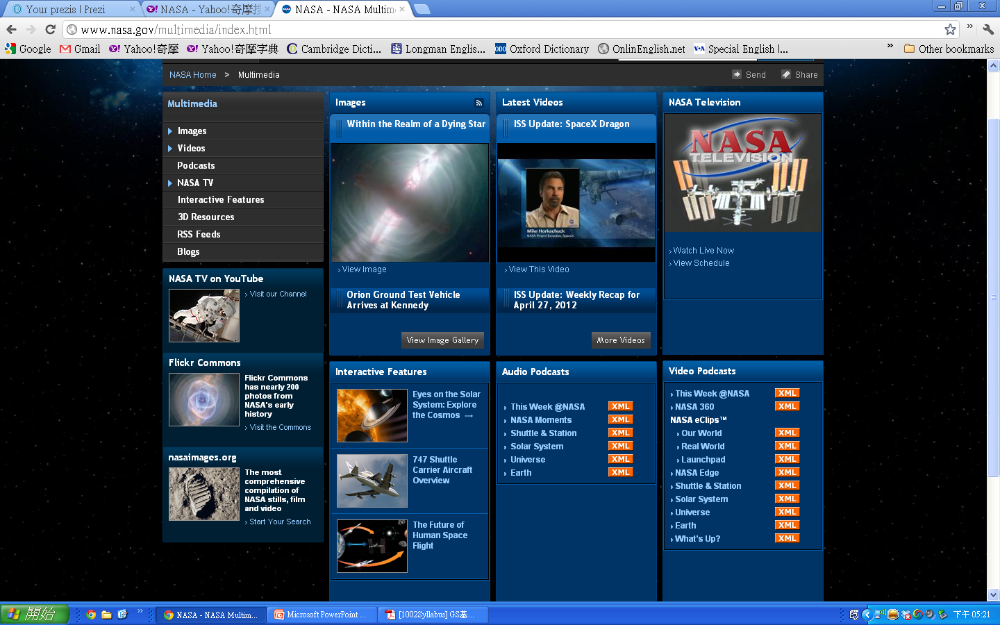 Your prezis | Prezi
NASA - Yahoo!奇摩搜
NASA - NASA Multim
www.nasa.gov/multimedia/index.html
Google
Gmail
Yahoo!奇摩
Yahoo!奇摩字典
Cambridge Dicti...
Longman Englis...
Oxford Dictionary
OnlinEnglish.net
Special English |...
Other bookmarks
NASA Home > Multimedia
Send
Share
Multimedia
Images
Videos
Podcasts
NASA TV
Interactive Features
3D Resources
RSS Feeds
Blogs
NASA TV on YouTube
Visit our Channel
Flickr Commons
Flickr Commons
has nearly 200
photos from
NASA's early
history
Visit the Commons
nasaimages.org
The most
comprehensive
compilation of
NASA stills, film
and video
Start Your Search
Images
Within the Realm of a Dying Star
View Image
Orion Ground Test Vehicle
Arrives at Kennedy
View Image Gallery
Latest Videos
ISS Update: SpaceX Dragon
Mike Horkachuck
NASA Project Executive, SpaceX
View This Video
ISS Update: Weekly Recap for
April 27, 2012
More Videos
NASA Television
NASA
TELEVISION
Watch Live Now
View Schedule
Interactive Features
Eyes on the Solar
System: Explore
the Cosmos →
747 Shuttle
Carrier Aircraft
Overview
The Future of
Human Space
Flight
Audio Podcasts
This Week @NASA XML
NASA Moments XML
Shuttle & Station XML
Solar System XML
Universe XML
Earth XML
Video Podcasts
This Week @NASA XML
NASA 360 XML
NASA eClips™
Our World XML
Real World XML
Launchpad XML
NASA Edge XML
Shuttle & Station XML
Solar System XML
Universe XML
Earth XML
What's Up? XML
開始
NASA - NASA Multim...
Microsoft PowerPoint ...
[1002Syllabus] GS基...
下午 05:21